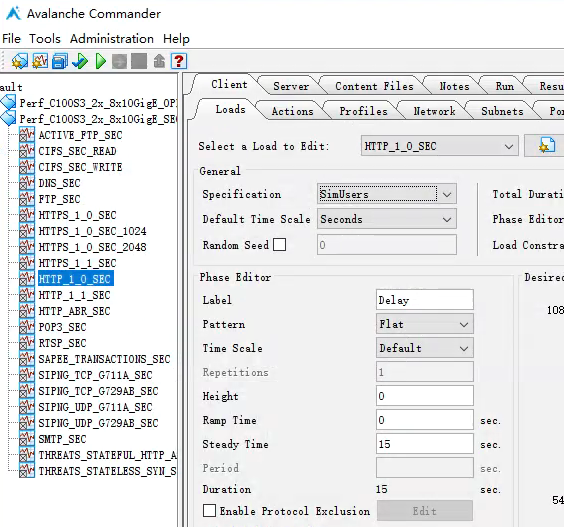 Avalanche Commander
File Tools Administration Help
ault
Perf_C100S3_2x_8x10GigE_OP
Perf_C100S3_2x_8x10GigE_SE
ACTIVE_FTP_SEC
CIFS_SEC_READ
CIFS_SEC_WRITE
DNS_SEC
FTP_SEC
HTTPS_1_0_SEC
HTTPS_1_0_SEC_1024
HTTPS_1_0_SEC_2048
HTTPS_1_1_SEC
HTTP_1_0_SEC
HTTP_1_1_SEC
HTTP_ABR_SEC
POP3_SEC
RTSP_SEC
SAPEE_TRANSACTIONS_SEC
SIPNG_TCP_G711A_SEC
SIPNG_TCP_G729AB_SEC
SIPNG_UDP_G711A_SEC
SIPNG_UDP_G729AB_SEC
SMTP_SEC
THREATS_STATEFUL_HTTP_A
THREATS_STATELESS_SYN_S
Client Server Content Files Notes Run Resu
Loads Actions Profiles Network Subnets Por
Select a Load to Edit: HTTP_1_0_SEC
General
Specification SimUsers Total Durati
Default Time Scale Seconds Phase Editor
Random Seed 0 Load Constra
Phase Editor Desired
Label Delay
Pattern Flat 108
Time Scale Default
Repetitions 1
Height 0
Ramp Time 0 sec.
Steady Time 15 sec.
Period sec.
Duration 15 sec.
Enable Protocol Exclusion Edit 54